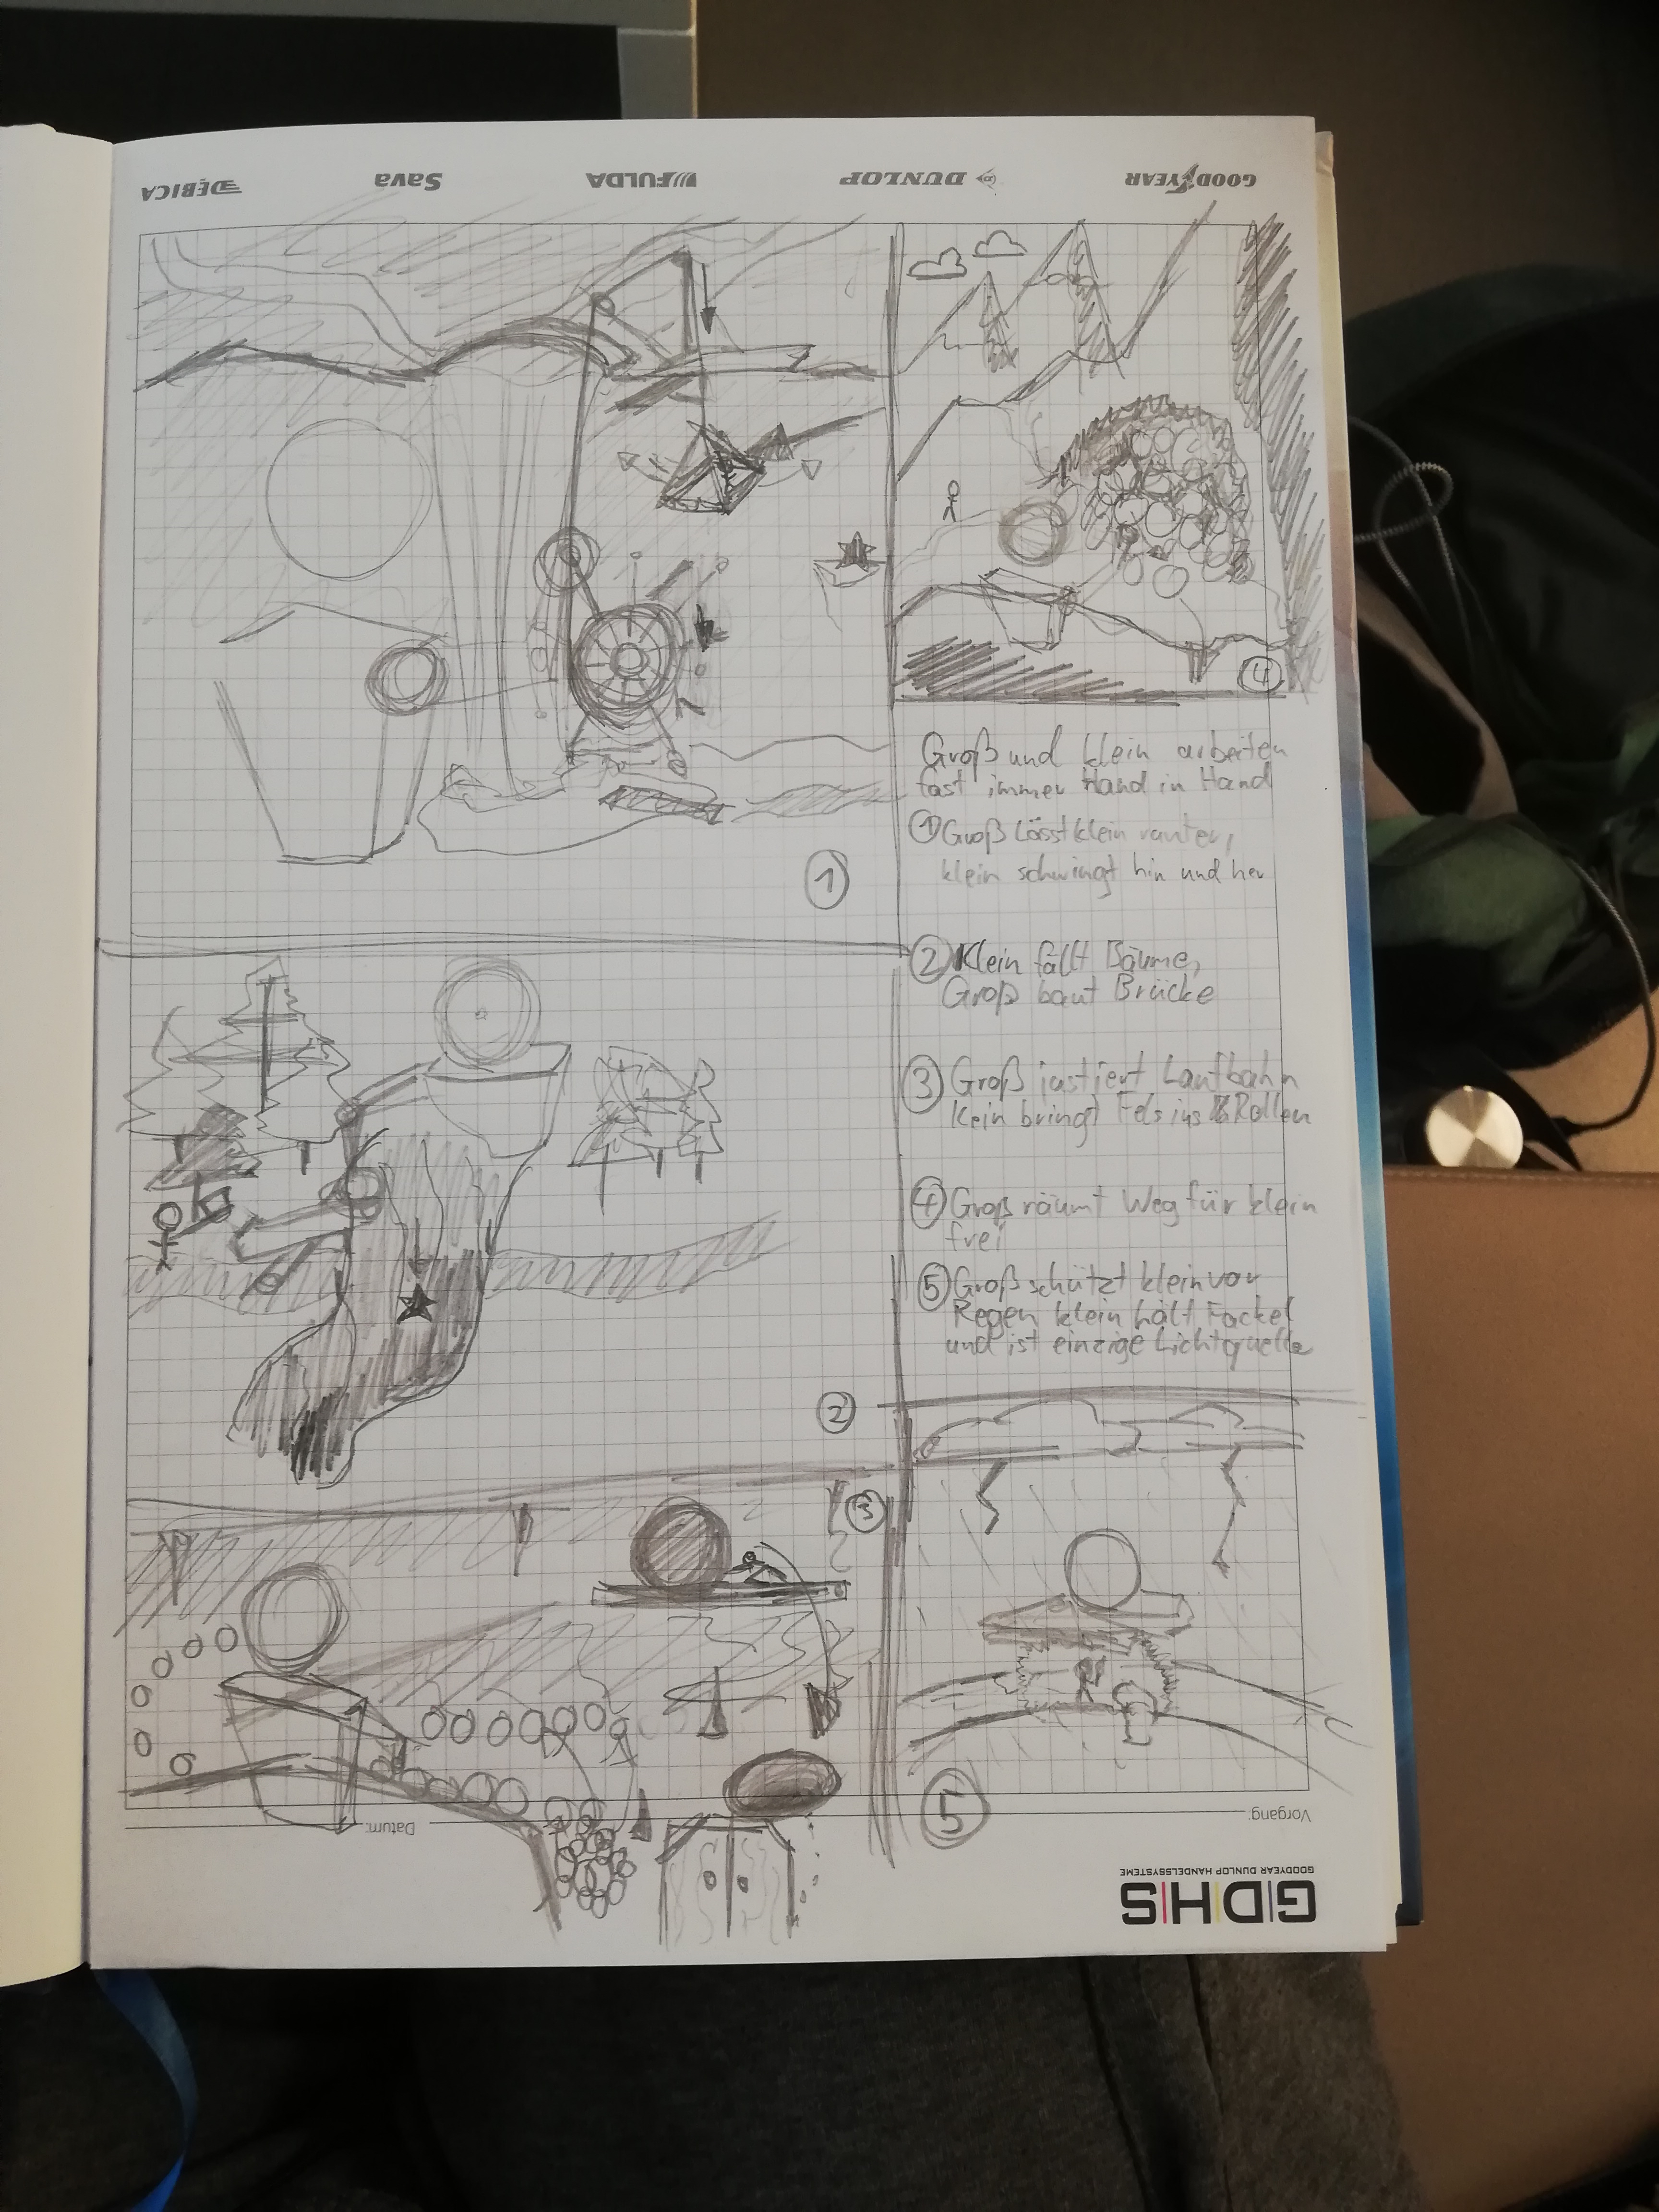 DĘBICA
Sava
FULDA
DUNLOP
GOODYEAR
4
Groß und klein arbeiten
fast immer Hand in Hand
① Groß lässt klein runter,
klein schwingt hin und her
1
② Klein fällt Bäume,
Groß baut Brücke
③ Groß justiert Laufbahn
Klein bringt Fels ins Rollen
④ Groß räumt Weg für klein
frei
⑤ Groß schützt klein vor
Regen klein hält Fackel
und ist einzige Lichtquelle
2
3
5
Datum:
Vorgang:
GOODYEAR DUNLOP HANDELSSYSTEME
GDHS